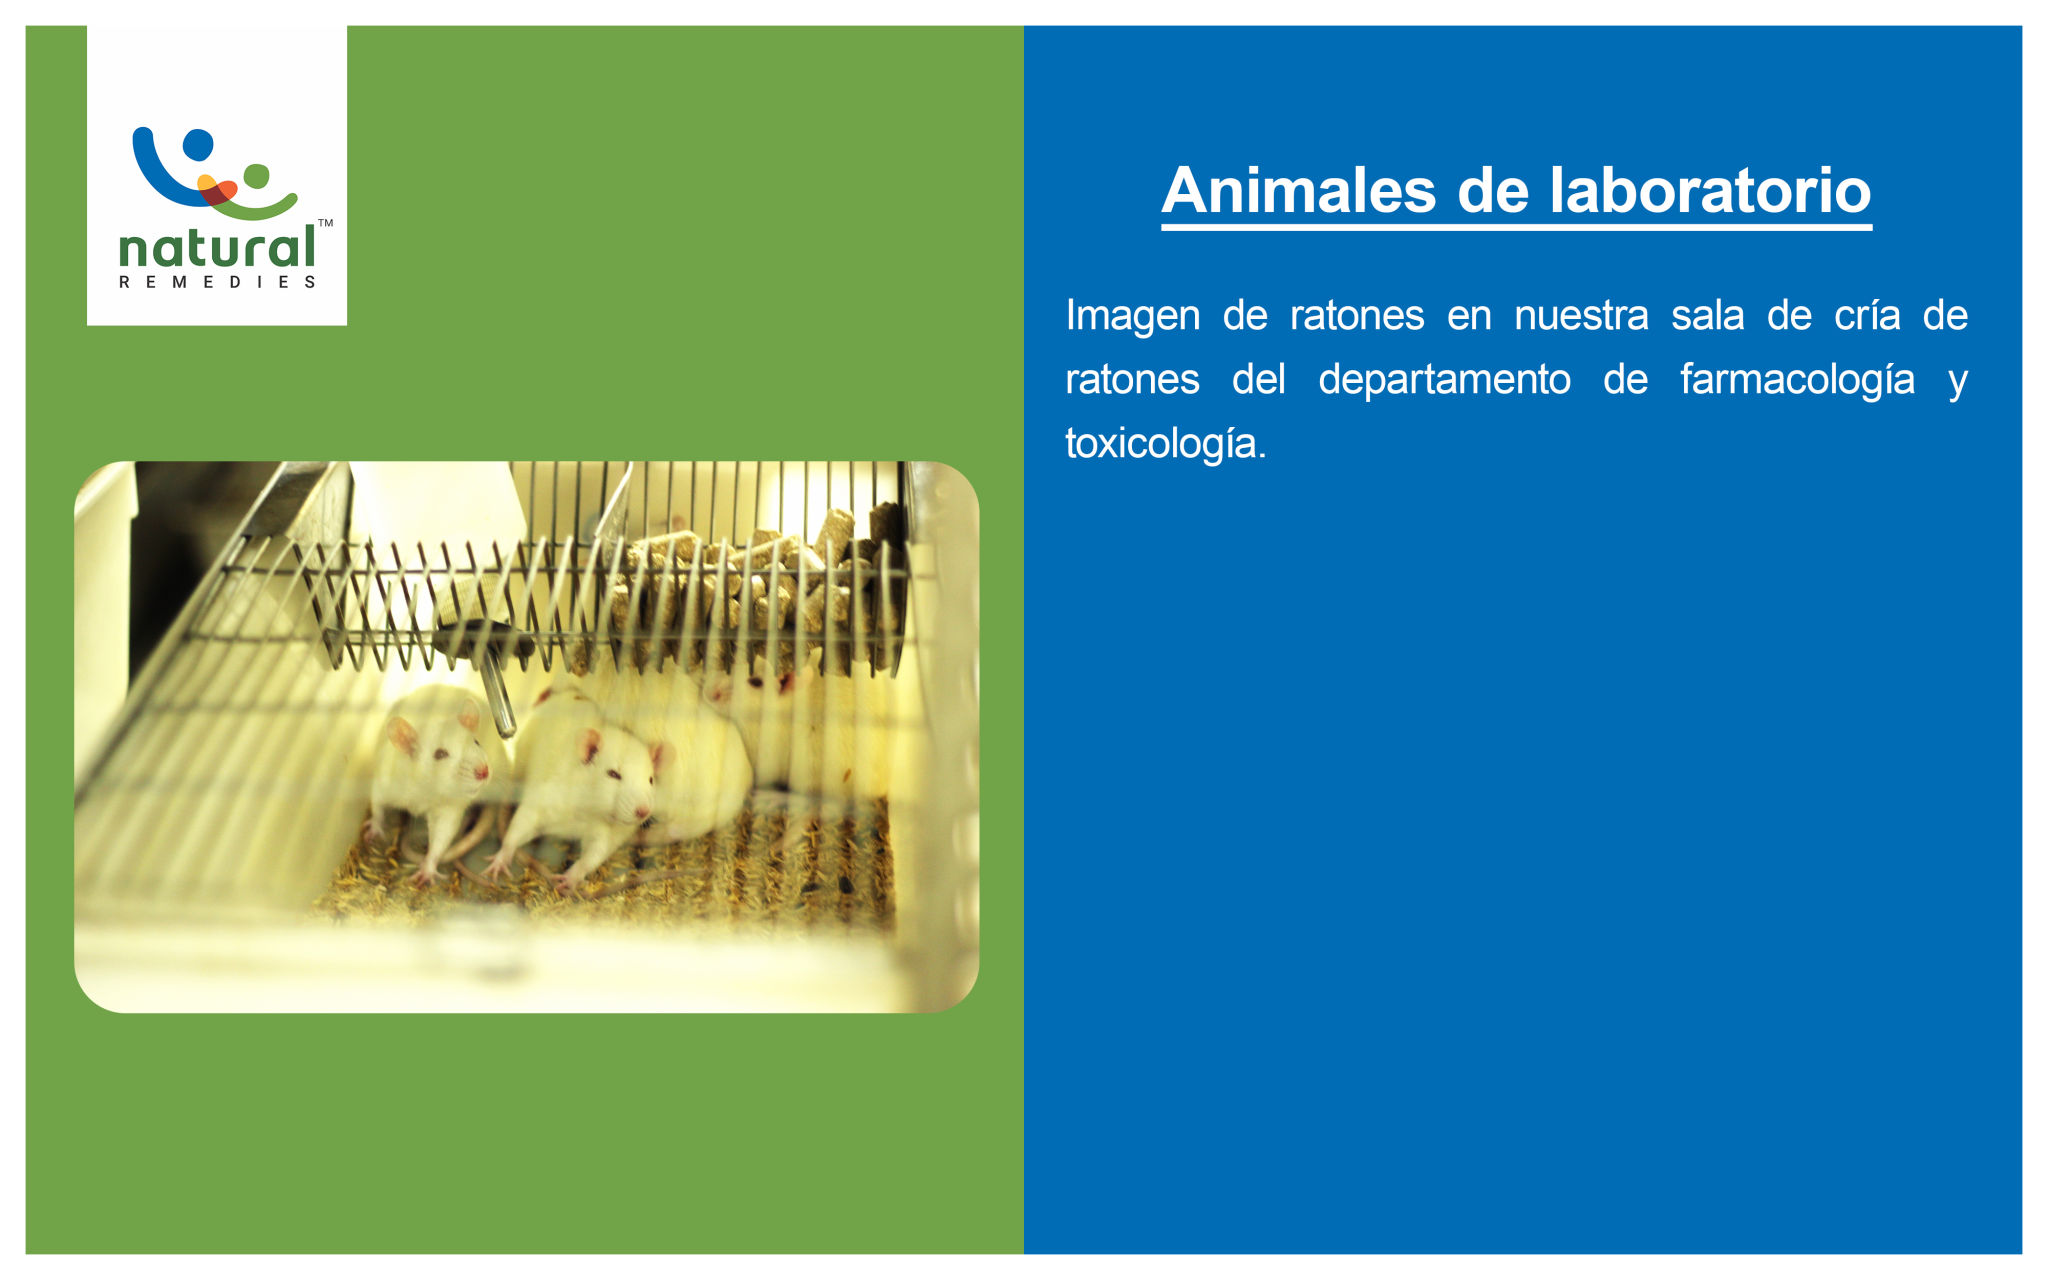 natural™
REMEDIES
Animales de laboratorio
Imagen de ratones en nuestra sala de cría de
ratones del departamento de farmacología y
toxicología.